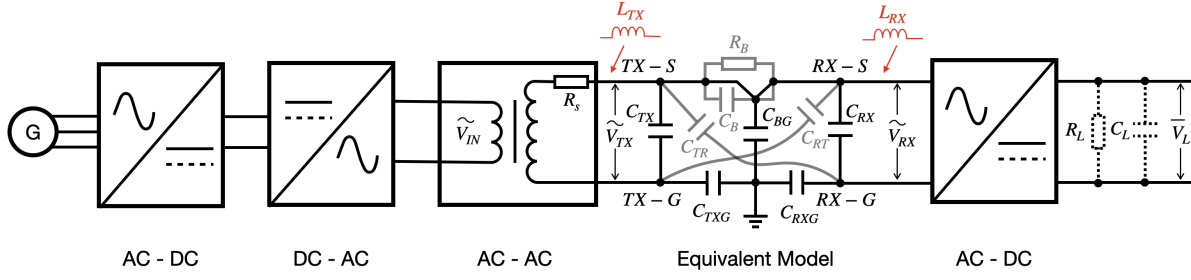 L_TX
L_RX
R_B
TX − S
RX − S
G
R_s
Ṽ_IN
Ṽ_TX
C_TX
C_B
C_BG
C_TR
C_RT
C_RX
Ṽ_RX
R_L
C_L
V̅_L
TX − G
C_TXG
C_RXG
RX − G
AC - DC
DC - AC
AC - AC
Equivalent Model
AC - DC